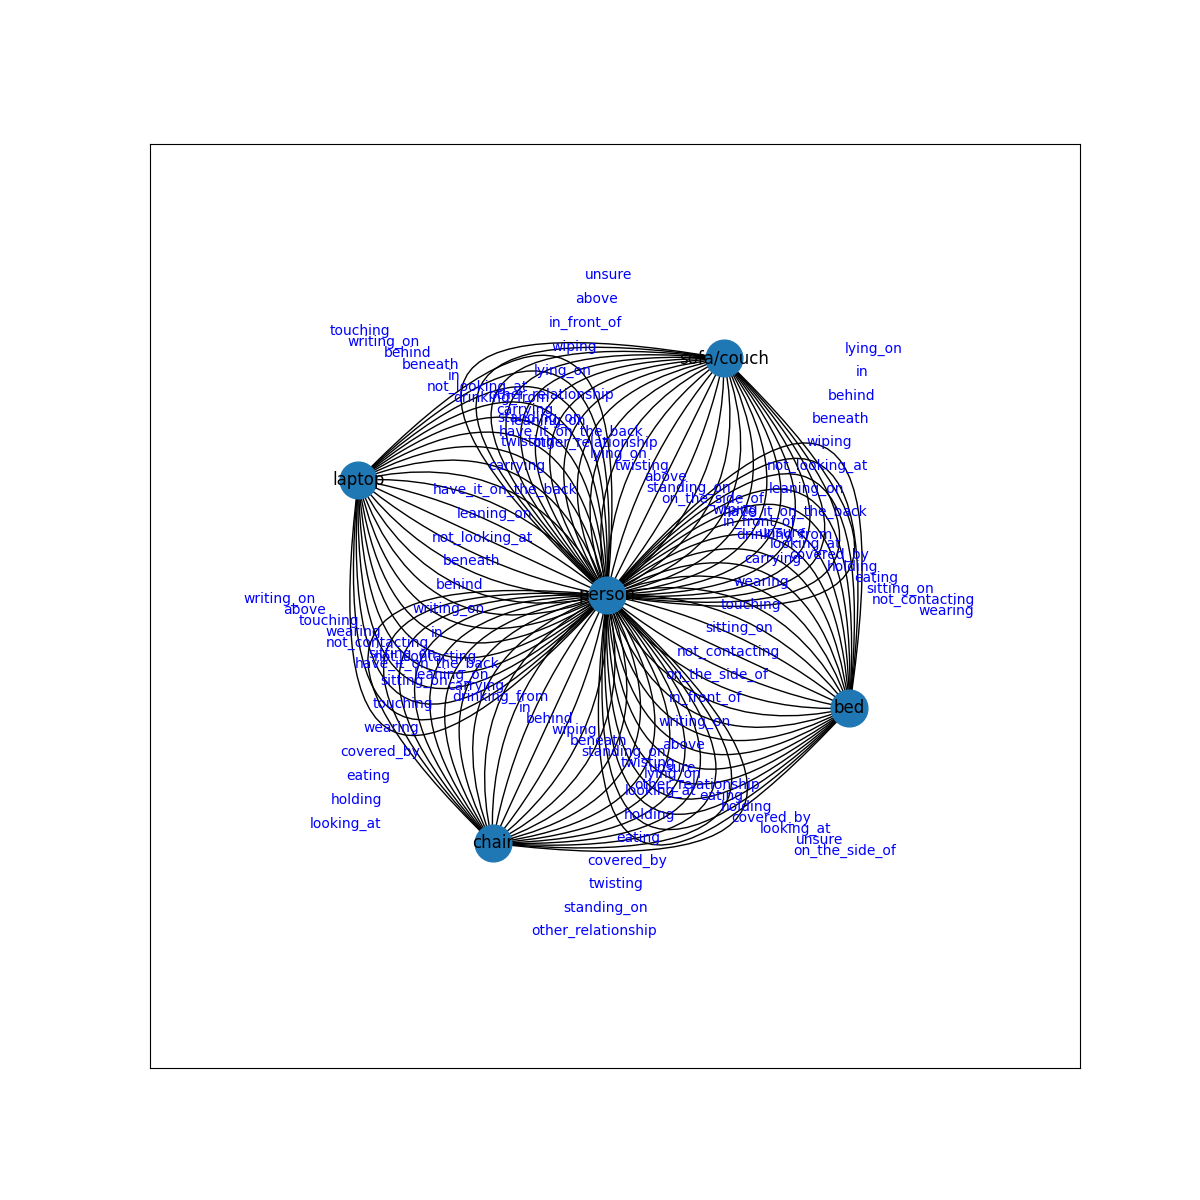 unsure
above
in_front_of
touching
writing_on
wiping
lying_on
behind
sofa/couch
beneath
lying_on
in
in
not_looking_at
other_relationship
behind
drinking_from
carrying
standing_on
beneath
leaning_on
have_it_on_the_back
twisting
other_relationship
wiping
lying_on
carrying
twisting
not_looking_at
above
laptop
have_it_on_the_back
standing_on
leaning_on
on_the_side_of
wiping
have_it_on_the_back
leaning_on
in_front_of
unsure
drinking_from
not_looking_at
looking_at
covered_by
beneath
carrying
holding
eating
behind
wearing
sitting_on
person
writing_on
not_contacting
above
writing_on
touching
wearing
touching
sitting_on
wearing
in
not_contacting
not_contacting
sitting_on
not_contacting
have_it_on_the_back
leaning_on
on_the_side_of
sitting_on
carrying
drinking_from
in_front_of
touching
in
bed
behind
writing_on
wearing
wiping
beneath
above
covered_by
standing_on
twisting
unsure
lying_on
eating
other_relationship
looking_at
eating
holding
holding
holding
covered_by
looking_at
looking_at
eating
unsure
chair
on_the_side_of
covered_by
twisting
standing_on
other_relationship